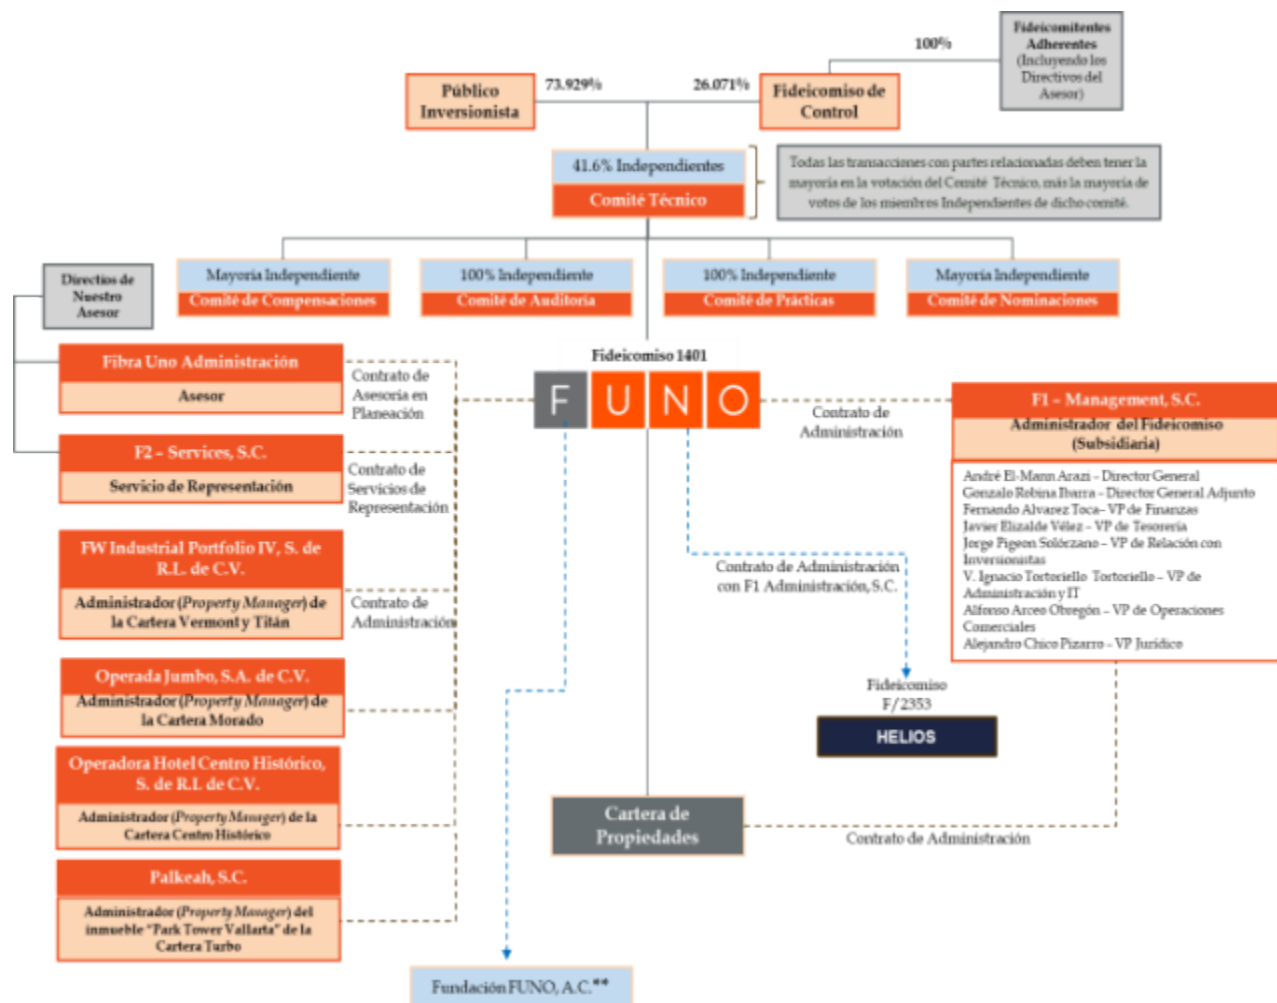 Fideicomitentes
Adherentes
(Incluyendo los
Directivos del
Asesor)
100%
Público
Inversionista
73.929%
26.071%
Fideicomiso de
Control
41.6% Independientes
Comité Técnico
Todas las transacciones con partes relacionadas deben tener la
mayoría en la votación del Comité Técnico, más la mayoría de
votos de los miembros Independientes de dicho comité.
Mayoría Independiente
Comité de Compensaciones
100% Independiente
Comité de Auditoría
100% Independiente
Comité de Prácticas
Mayoría Independiente
Comité de Nominaciones
Directios de
Nuestro
Asesor
Fibra Uno Administración
Asesor
Contrato de
Asesoría en
Planeación
F2 – Services, S.C.
Servicio de Representación
Contrato de
Servicios de
Representación
FW Industrial Portfolio IV, S. de
R.L. de C.V.
Administrador (Property Manager) de
la Cartera Vermont y Titán
Contrato de
Administración
Operada Jumbo, S.A. de C.V.
Administrador (Property Manager) de
la Cartera Morado
Operadora Hotel Centro Histórico,
S. de R.L de C.V.
Administrador (Property Manager) de la
Cartera Centro Histórico
Palkeah, S.C.
Administrador (Property Manager) del
inmueble "Park Tower Vallarta" de la
Cartera Turbo
Fideicomiso 1401
FUNO
Contrato de
Administración
F1 – Management, S.C.
Administrador del Fideicomiso
(Subsidiaria)
André El-Mann Arazi – Director General
Gonzalo Robina Ibarra – Director General Adjunto
Fernando Alvarez Toca– VP de Finanzas
Javier Elizalde Vélez – VP de Tesorería
Jorge Pigeon Solórzano – VP de Relación con
Inversionistas
V. Ignacio Tortoriello Tortoriello – VP de
Administración y IT
Alfonso Arceo Obregón – VP de Operaciones
Comerciales
Alejandro Chico Pizarro – VP Jurídico
Contrato de Administración
con F1 Administración, S.C.
Fideicomiso
F/2353
HELIOS
Cartera de
Propiedades
Contrato de Administración
Fundación FUNO, A.C.**